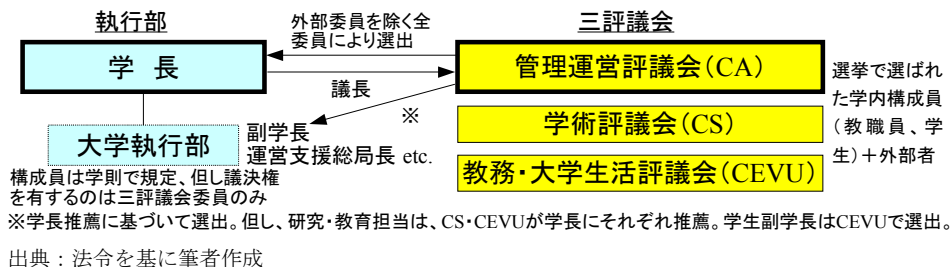 執行部
外部委員を除く全
委員により選出
三評議会
学 長
議長
※
管理運営評議会(CA)
学術評議会(CS)
教務・大学生活評議会(CEVU)
選挙で選ばれ
た学内構成員
(教職員、学
生)+外部者
大学執行部
副学長
運営支援総局長 etc.
構成員は学則で規定、但し議決権
を有するのは三評議会委員のみ
※学長推薦に基づいて選出。但し、研究・教育担当は、CS・CEVUが学長にそれぞれ推薦。学生副学長はCEVUで選出。
出典：法令を基に筆者作成